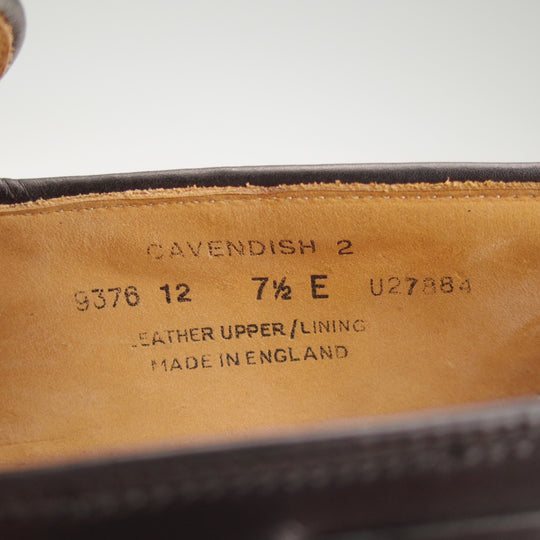 CAVENDISH 2
9376 12 7½ E U27884
LEATHER UPPER/LINING
MADE IN ENGLAND